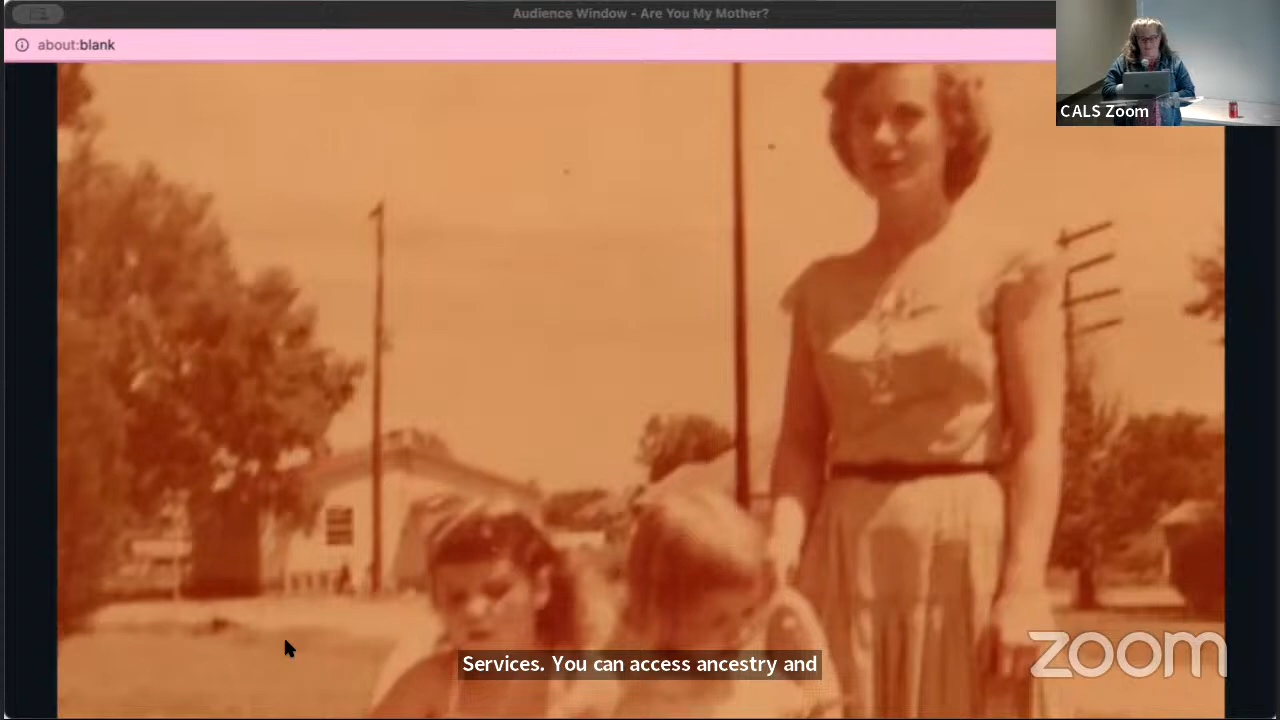 Audience Window - Are You My Mother?
about:blank
CALS Zoom
Services. You can access ancestry and
zoom